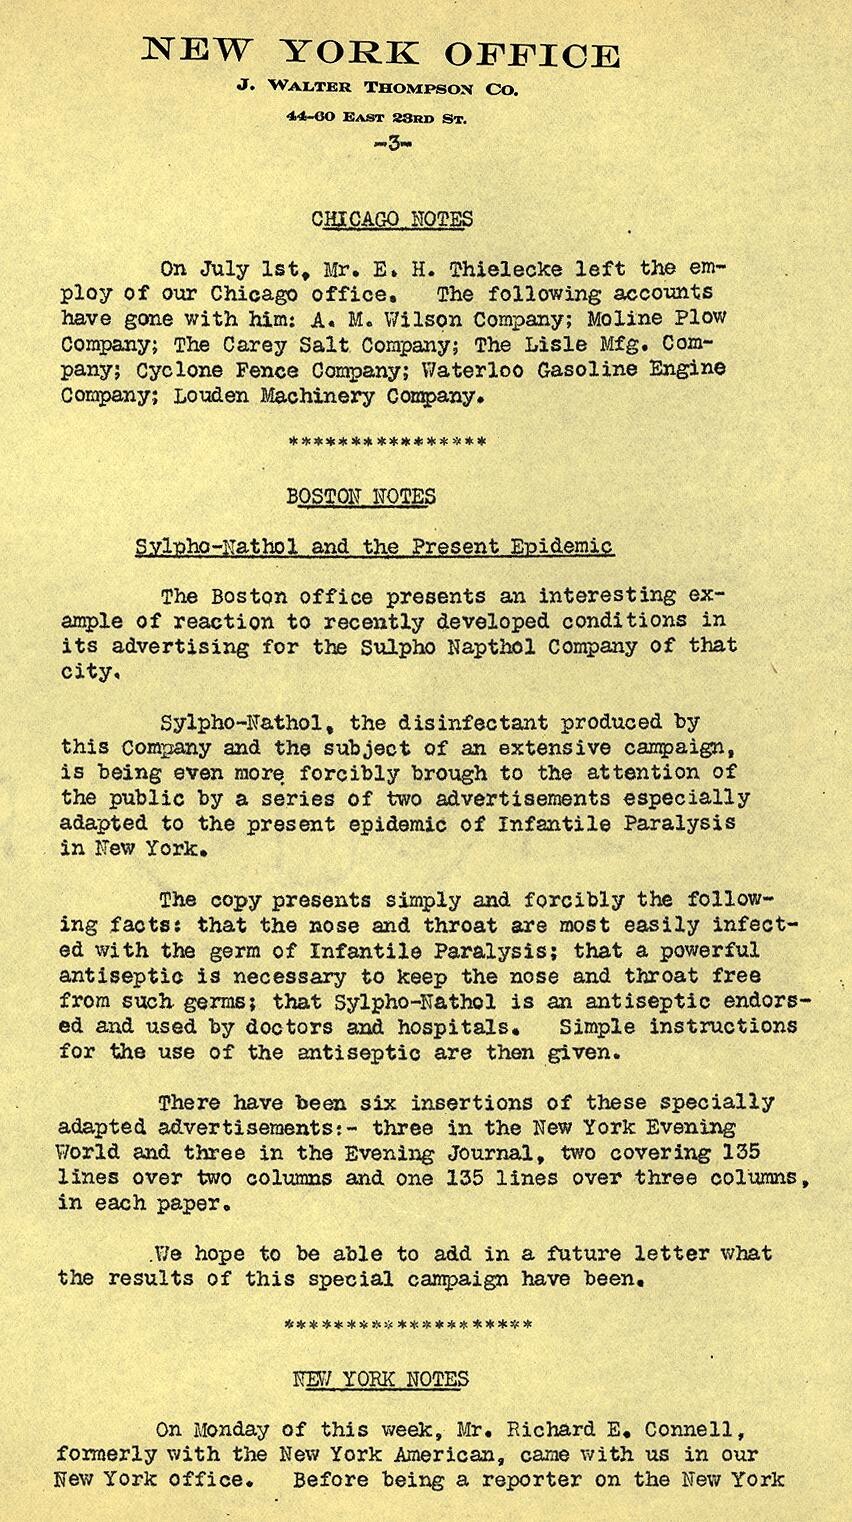 NEW YORK OFFICE
J. WALTER THOMPSON CO.
44-60 EAST 23RD ST.
-3-
CHICAGO NOTES
On July 1st, Mr. E. H. Thielecke left the em-
ploy of our Chicago office. The following accounts
have gone with him: A. M. Wilson Company; Moline Plow
Company; The Carey Salt Company; The Lisle Mfg. Com-
pany; Cyclone Fence Company; Waterloo Gasoline Engine
Company; Louden Machinery Company.
****************
BOSTON NOTES
Sylpho-Nathol and the Present Epidemic
The Boston office presents an interesting ex-
ample of reaction to recently developed conditions in
its advertising for the Sulpho Napthol Company of that
city.
Sylpho-Nathol, the disinfectant produced by
this Company and the subject of an extensive campaign,
is being even more forcibly brough to the attention of
the public by a series of two advertisements especially
adapted to the present epidemic of Infantile Paralysis
in New York.
The copy presents simply and forcibly the follow-
ing facts: that the nose and throat are most easily infect-
ed with the germ of Infantile Paralysis; that a powerful
antiseptic is necessary to keep the nose and throat free
from such germs; that Sylpho-Nathol is an antiseptic endors-
ed and used by doctors and hospitals. Simple instructions
for the use of the antiseptic are then given.
There have been six insertions of these specially
adapted advertisements:- three in the New York Evening
World and three in the Evening Journal, two covering 135
lines over two columns and one 135 lines over three columns,
in each paper.
We hope to be able to add in a future letter what
the results of this special campaign have been.
********************
NEW YORK NOTES
On Monday of this week, Mr. Richard E. Connell,
formerly with the New York American, came with us in our
New York office. Before being a reporter on the New York